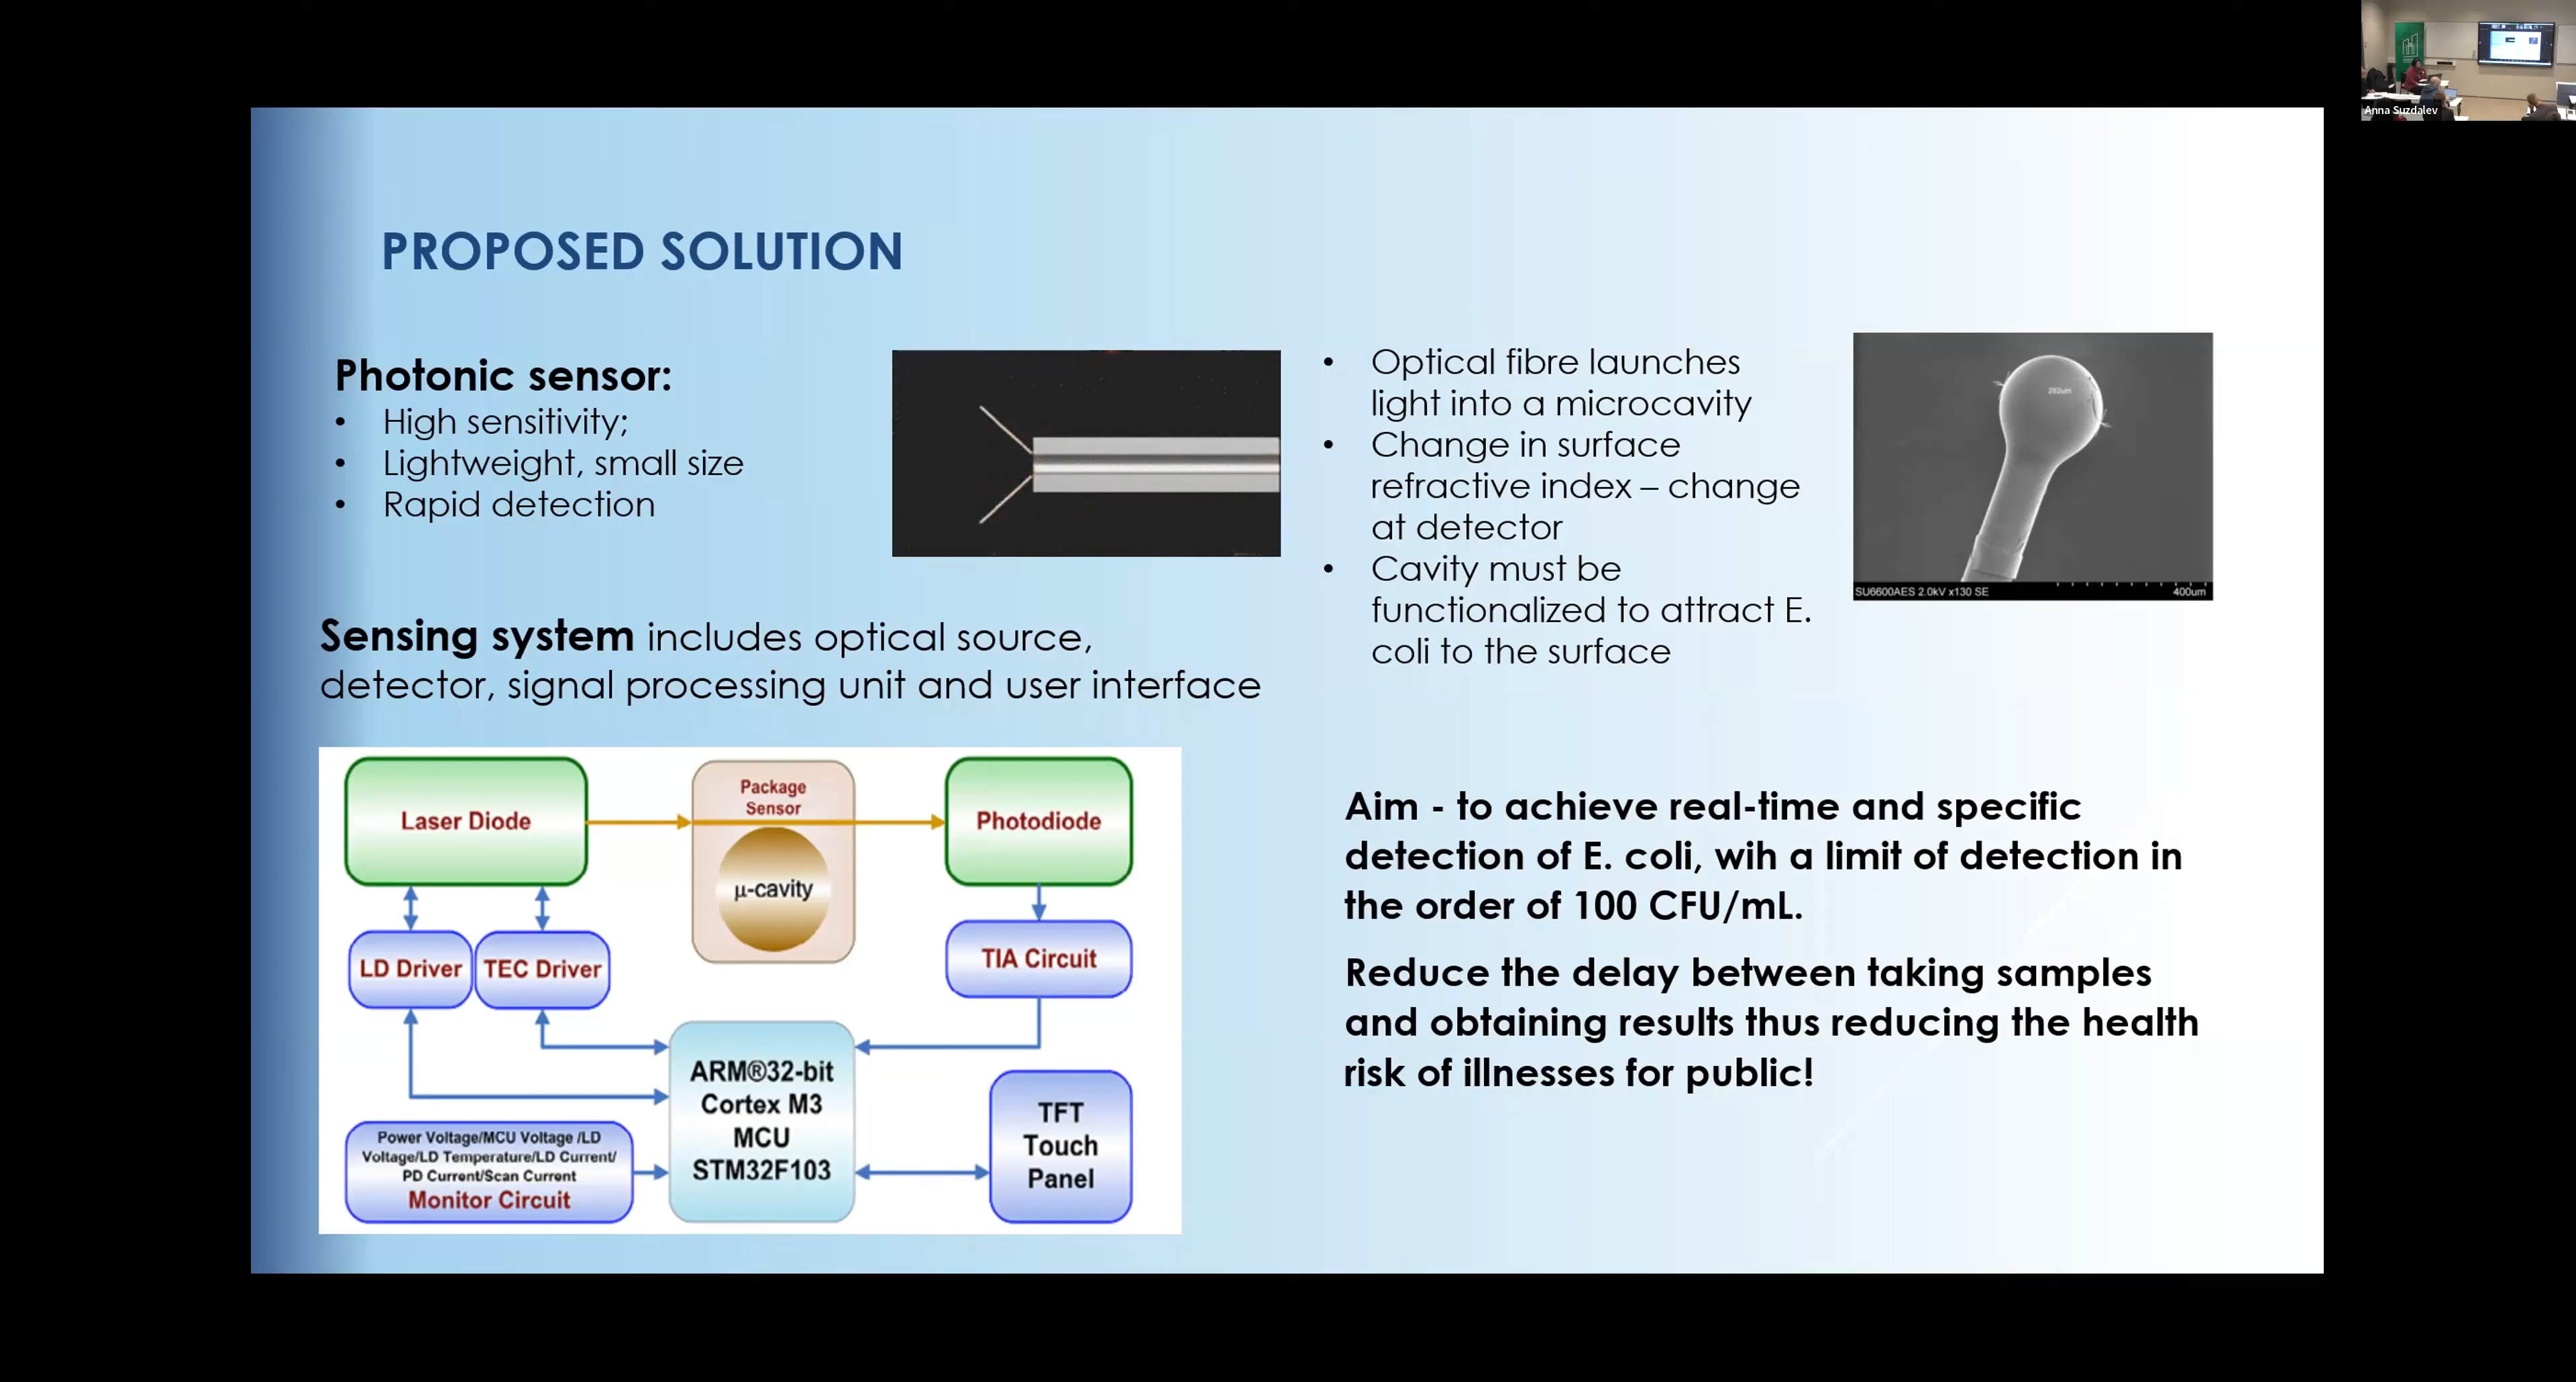 Anna Suzdalev
PROPOSED SOLUTION
Photonic sensor:
• High sensitivity;
• Lightweight, small size
• Rapid detection
Sensing system includes optical source,
detector, signal processing unit and user interface
Laser Diode
Package
Sensor
μ-cavity
Photodiode
LD Driver
TEC Driver
TIA Circuit
ARM®32-bit
Cortex M3
MCU
STM32F103
TFT
Touch
Panel
Power Voltage/MCU Voltage /LD
Voltage/LD Temperature/LD Current/
PD Current/Scan Current
Monitor Circuit
• Optical fibre launches
light into a microcavity
• Change in surface
refractive index – change
at detector
• Cavity must be
functionalized to attract E.
coli to the surface
282um
SU6600AES 2.0kV x130 SE
400um
Aim - to achieve real-time and specific
detection of E. coli, wih a limit of detection in
the order of 100 CFU/mL.
Reduce the delay between taking samples
and obtaining results thus reducing the health
risk of illnesses for public!